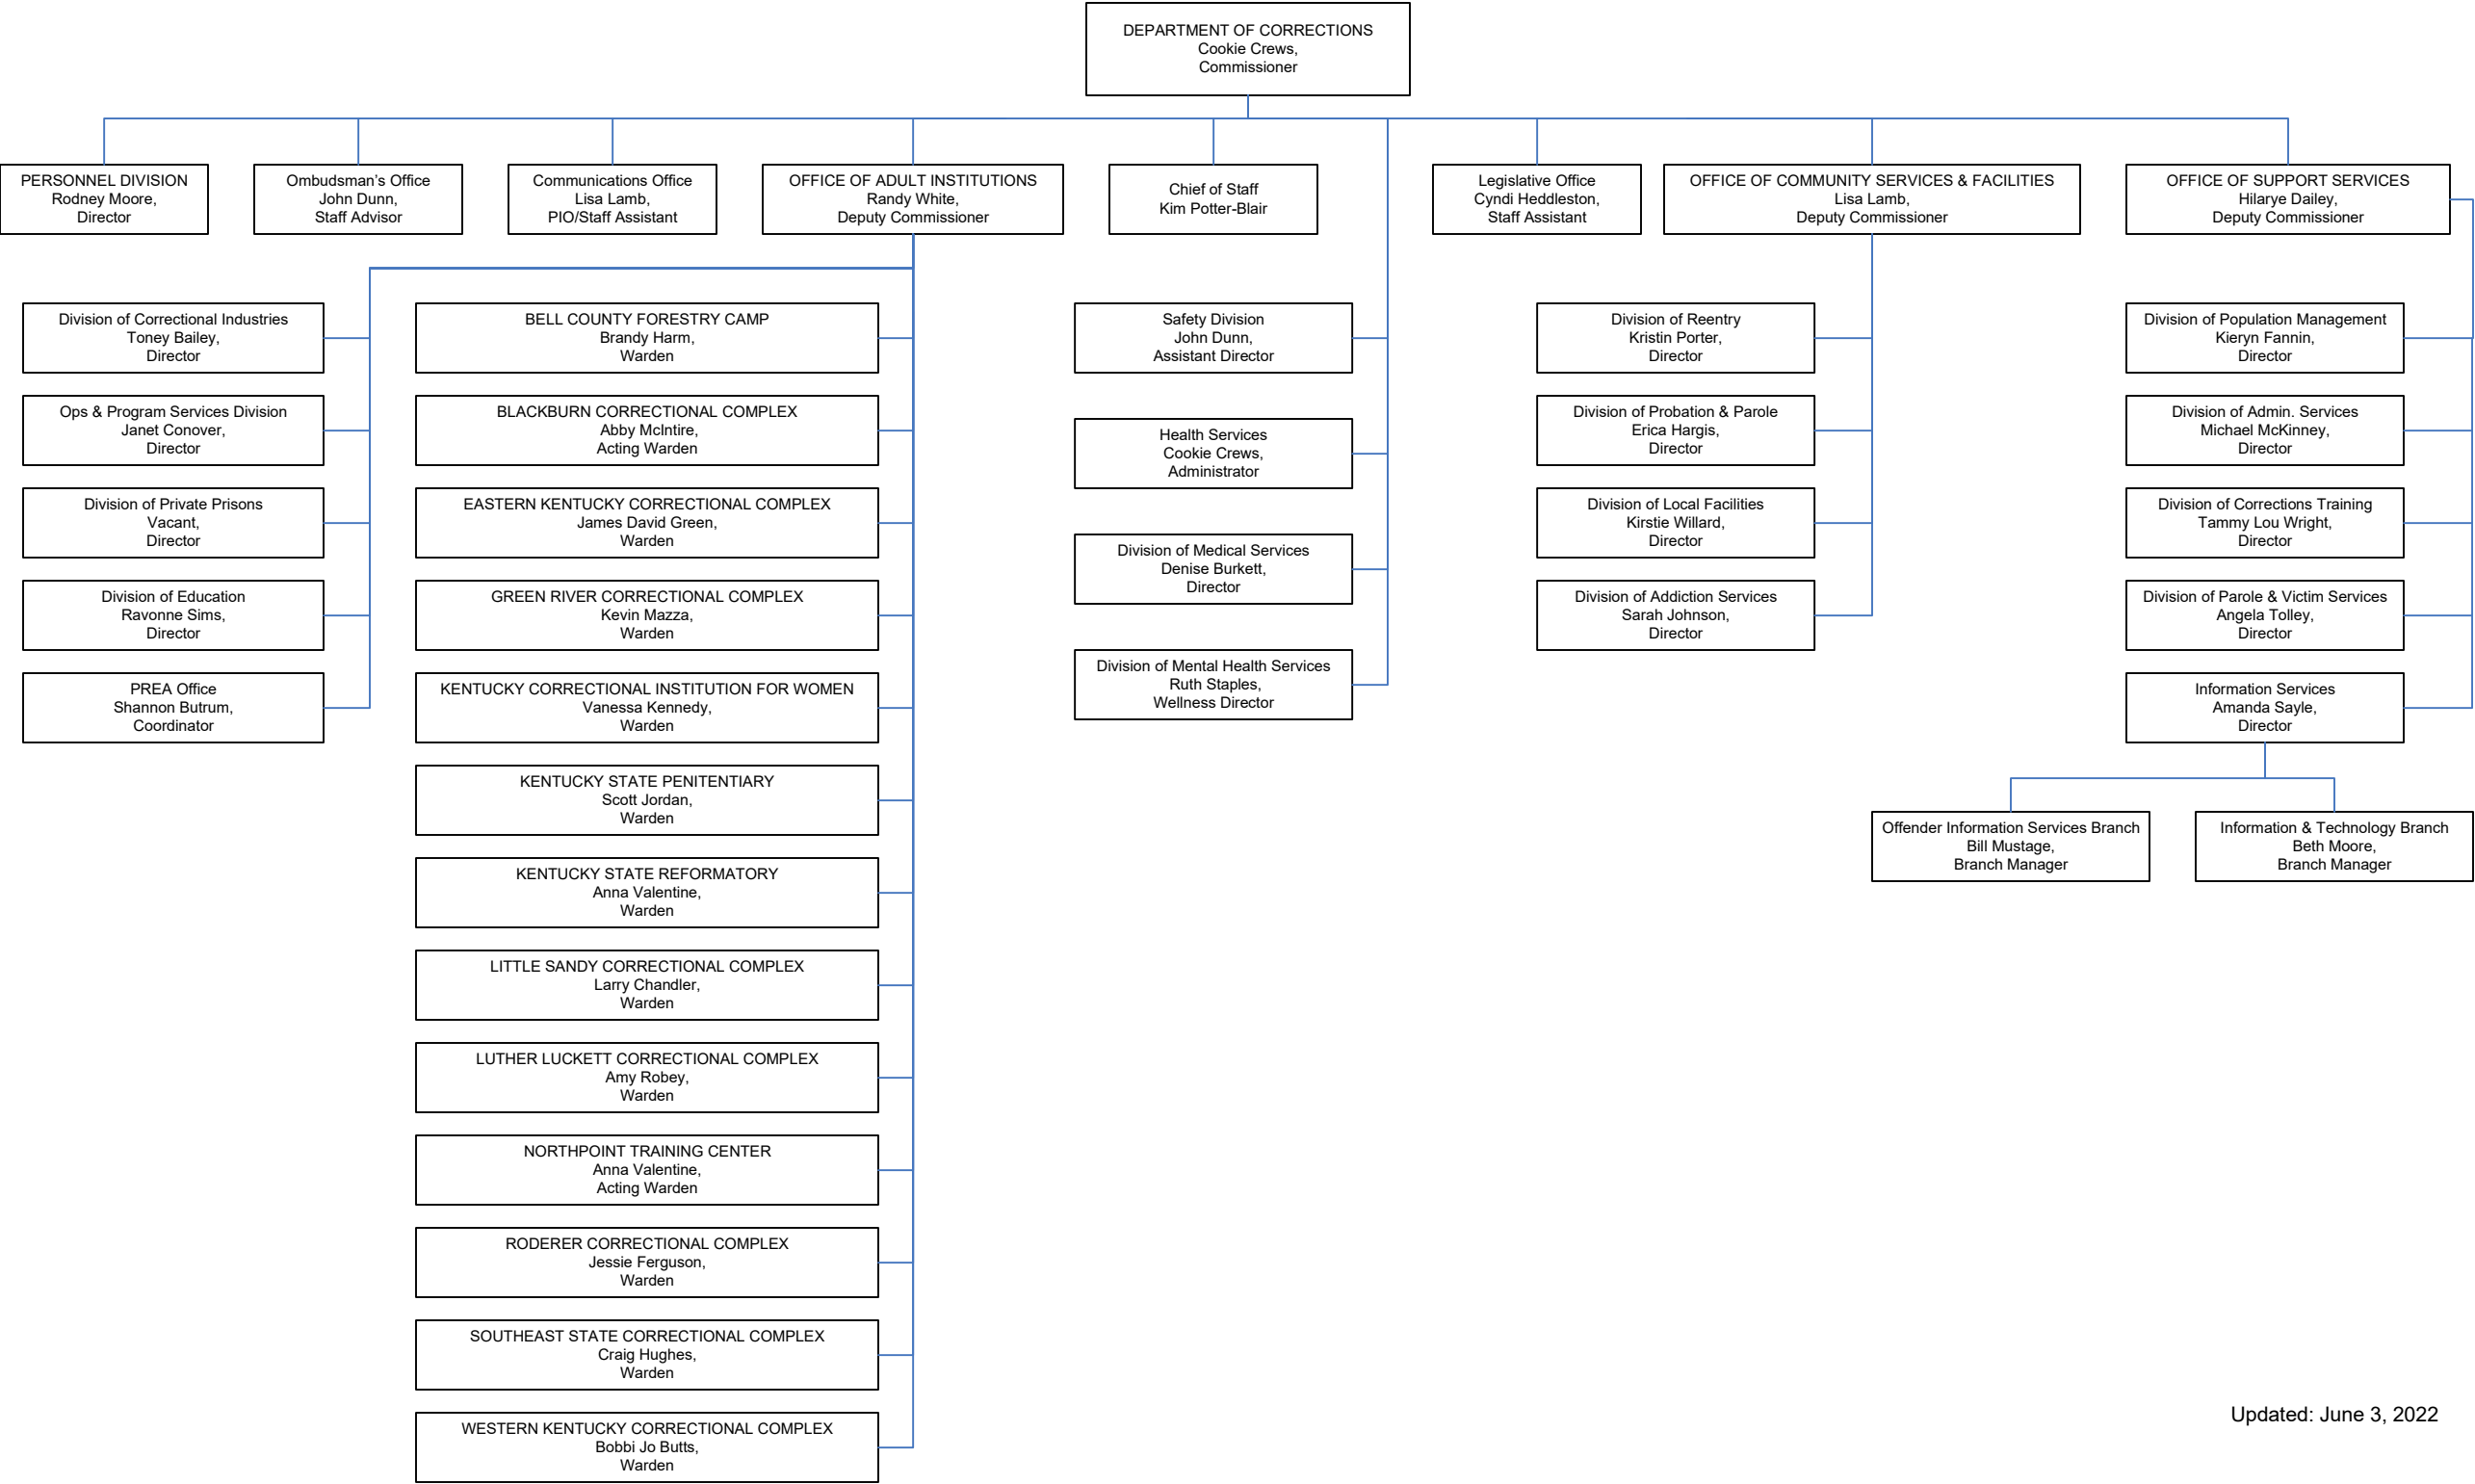 DEPARTMENT OF CORRECTIONS
Cookie Crews,
Commissioner
PERSONNEL DIVISION
Rodney Moore,
Director
Ombudsman's Office
John Dunn,
Staff Advisor
Communications Office
Lisa Lamb,
PIO/Staff Assistant
OFFICE OF ADULT INSTITUTIONS
Randy White,
Deputy Commissioner
Chief of Staff
Kim Potter-Blair
Legislative Office
Cyndi Heddleston,
Staff Assistant
OFFICE OF COMMUNITY SERVICES & FACILITIES
Lisa Lamb,
Deputy Commissioner
OFFICE OF SUPPORT SERVICES
Hilarye Dailey,
Deputy Commissioner
Division of Correctional Industries
Toney Bailey,
Director
Ops & Program Services Division
Janet Conover,
Director
Division of Private Prisons
Vacant,
Director
Division of Education
Ravonne Sims,
Director
PREA Office
Shannon Butrum,
Coordinator
BELL COUNTY FORESTRY CAMP
Brandy Harm,
Warden
BLACKBURN CORRECTIONAL COMPLEX
Abby McIntire,
Acting Warden
EASTERN KENTUCKY CORRECTIONAL COMPLEX
James David Green,
Warden
GREEN RIVER CORRECTIONAL COMPLEX
Kevin Mazza,
Warden
KENTUCKY CORRECTIONAL INSTITUTION FOR WOMEN
Vanessa Kennedy,
Warden
KENTUCKY STATE PENITENTIARY
Scott Jordan,
Warden
KENTUCKY STATE REFORMATORY
Anna Valentine,
Warden
LITTLE SANDY CORRECTIONAL COMPLEX
Larry Chandler,
Warden
LUTHER LUCKETT CORRECTIONAL COMPLEX
Amy Robey,
Warden
NORTHPOINT TRAINING CENTER
Anna Valentine,
Acting Warden
RODERER CORRECTIONAL COMPLEX
Jessie Ferguson,
Warden
SOUTHEAST STATE CORRECTIONAL COMPLEX
Craig Hughes,
Warden
WESTERN KENTUCKY CORRECTIONAL COMPLEX
Bobbi Jo Butts,
Warden
Safety Division
John Dunn,
Assistant Director
Health Services
Cookie Crews,
Administrator
Division of Medical Services
Denise Burkett,
Director
Division of Mental Health Services
Ruth Staples,
Wellness Director
Division of Reentry
Kristin Porter,
Director
Division of Probation & Parole
Erica Hargis,
Director
Division of Local Facilities
Kirstie Willard,
Director
Division of Addiction Services
Sarah Johnson,
Director
Division of Population Management
Kieryn Fannin,
Director
Division of Admin. Services
Michael McKinney,
Director
Division of Corrections Training
Tammy Lou Wright,
Director
Division of Parole & Victim Services
Angela Tolley,
Director
Information Services
Amanda Sayle,
Director
Offender Information Services Branch
Bill Mustage,
Branch Manager
Information & Technology Branch
Beth Moore,
Branch Manager
Updated: June 3, 2022